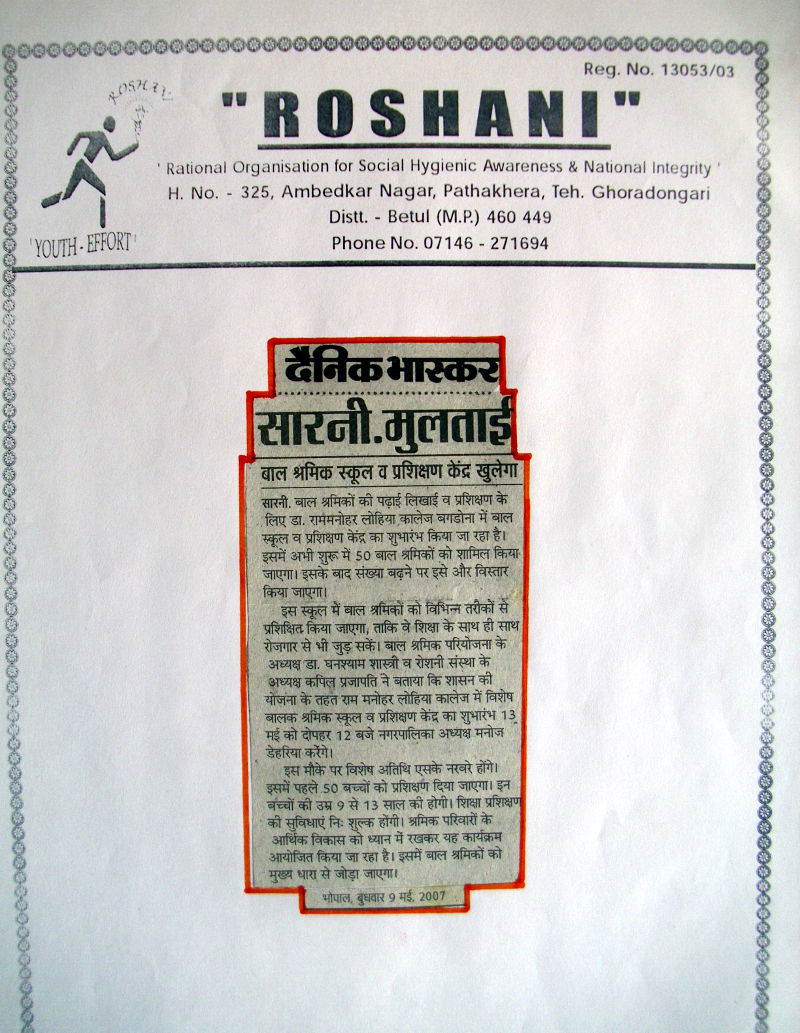 Reg. No. 13053/03
ROSHANI
"ROSHANI"
' Rational Organisation for Social Hygienic Awareness & National Integrity '
H. No. - 325, Ambedkar Nagar, Pathakhera, Teh. Ghoradongari
Distt. - Betul (M.P.) 460 449
Phone No. 07146 - 271694
'YOUTH - EFFORT'
दैनिक भास्कर
सारनी.मुलताई
बाल श्रमिक स्कूल व प्रशिक्षण केंद्र खुलेगा
सारनी. बाल श्रमिकों की पढ़ाई लिखाई व प्रशिक्षण के
लिए डा. राममनोहर लोहिया कालेज बगडोना में बाल
स्कूल व प्रशिक्षण केंद्र का शुभारंभ किया जा रहा है।
इसमें अभी शुरू में 50 बाल श्रमिकों को शामिल किया
जाएगा। इसके बाद संख्या बढ़ने पर इसे और विस्तार
किया जाएगा।
इस स्कूल में बाल श्रमिकों को विभिन्न तरीकों से
प्रशिक्षित किया जाएगा, ताकि वे शिक्षा के साथ ही साथ
रोजगार से भी जुड़ सकें। बाल श्रमिक परियोजना के
अध्यक्ष डा. घनश्याम शास्त्री व रोशनी संस्था के
अध्यक्ष कपिल प्रजापति ने बताया कि शासन की
योजना के तहत राम मनोहर लोहिया कालेज में विशेष
बालक श्रमिक स्कूल व प्रशिक्षण केंद्र का शुभारंभ 13
मई को दोपहर 12 बजे नगरपालिका अध्यक्ष मनोज
डेहरिया करेंगे।
इस मौके पर विशेष अतिथि एसके नरवरे होंगे।
इसमें पहले 50 बच्चों को प्रशिक्षण दिया जाएगा। इन
बच्चों की उम्र 9 से 13 साल की होगी। शिक्षा प्रशिक्षण
की सुविधाएं निः शुल्क होंगी। श्रमिक परिवारों के
आर्थिक विकास को ध्यान में रखकर यह कार्यक्रम
आयोजित किया जा रहा है। इसमें बाल श्रमिकों को
मुख्य धारा से जोड़ा जाएगा।
भोपाल, बुधवार 9 मई, 2007